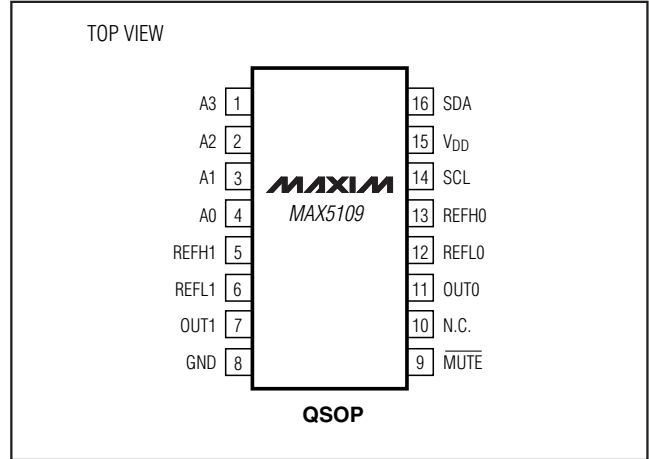 TOP VIEW
A3 1
A2 2
A1 3
A0 4
REFH1 5
REFL1 6
OUT1 7
GND 8
MAXIM
MAX5109
16 SDA
15 VDD
14 SCL
13 REFH0
12 REFL0
11 OUT0
10 N.C.
9 MUTE
QSOP